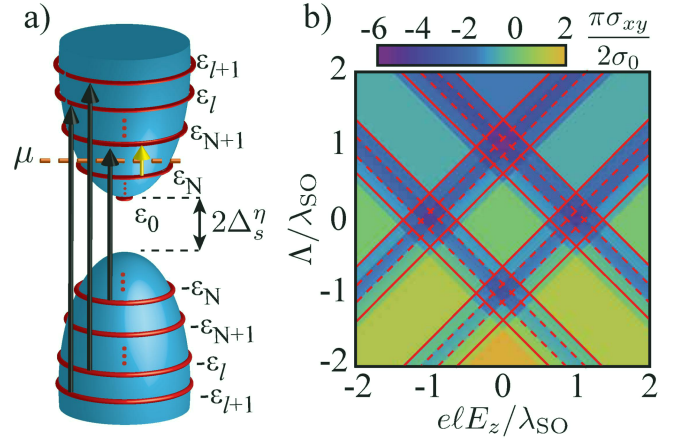 a)
ε_{l+1}
ε_l
ε_{N+1}
μ
ε_N
ε_0
2Δ_s^η
-ε_N
-ε_{N+1}
-ε_l
-ε_{l+1}
b)
-6 -4 -2 0 2
πσ_{xy}
2σ_0
2
1
0
-1
-2
Λ/λ_{SO}
-2 -1 0 1 2
eℓE_z/λ_{SO}